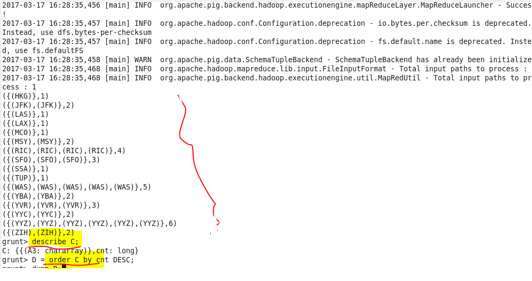 2017-03-17 16:28:35,456 [main] INFO  org.apache.pig.backend.hadoop.executionengine.mapReduceLayer.MapReduceLauncher - Succes
!
2017-03-17 16:28:35,457 [main] INFO  org.apache.hadoop.conf.Configuration.deprecation - io.bytes.per.checksum is deprecated.
Instead, use dfs.bytes-per-checksum
2017-03-17 16:28:35,457 [main] INFO  org.apache.hadoop.conf.Configuration.deprecation - fs.default.name is deprecated. Inste
d, use fs.defaultFS
2017-03-17 16:28:35,458 [main] WARN  org.apache.pig.data.SchemaTupleBackend - SchemaTupleBackend has already been initialize
2017-03-17 16:28:35,468 [main] INFO  org.apache.hadoop.mapreduce.lib.input.FileInputFormat - Total input paths to process :
2017-03-17 16:28:35,468 [main] INFO  org.apache.pig.backend.hadoop.executionengine.util.MapRedUtil - Total input paths to pr
cess : 1
({(HKG)},1)
({(JFK),(JFK)},2)
({(LAS)},1)
({(LAX)},1)
({(MCO)},1)
({(MSY),(MSY)},2)
({(RIC),(RIC),(RIC),(RIC)},4)
({(SFO),(SFO),(SFO)},3)
({(SSA)},1)
({(TUP)},1)
({(WAS),(WAS),(WAS),(WAS),(WAS)},5)
({(YBA),(YBA)},2)
({(YVR),(YVR),(YVR)},3)
({(YYC),(YYC)},2)
({(YYZ),(YYZ),(YYZ),(YYZ),(YYZ),(YYZ)},6)
({(ZIH),(ZIH)},2)
grunt> describe C;
C: {{(A3: chararray)},cnt: long}
grunt> D = order C by cnt DESC;
grunt> dump D